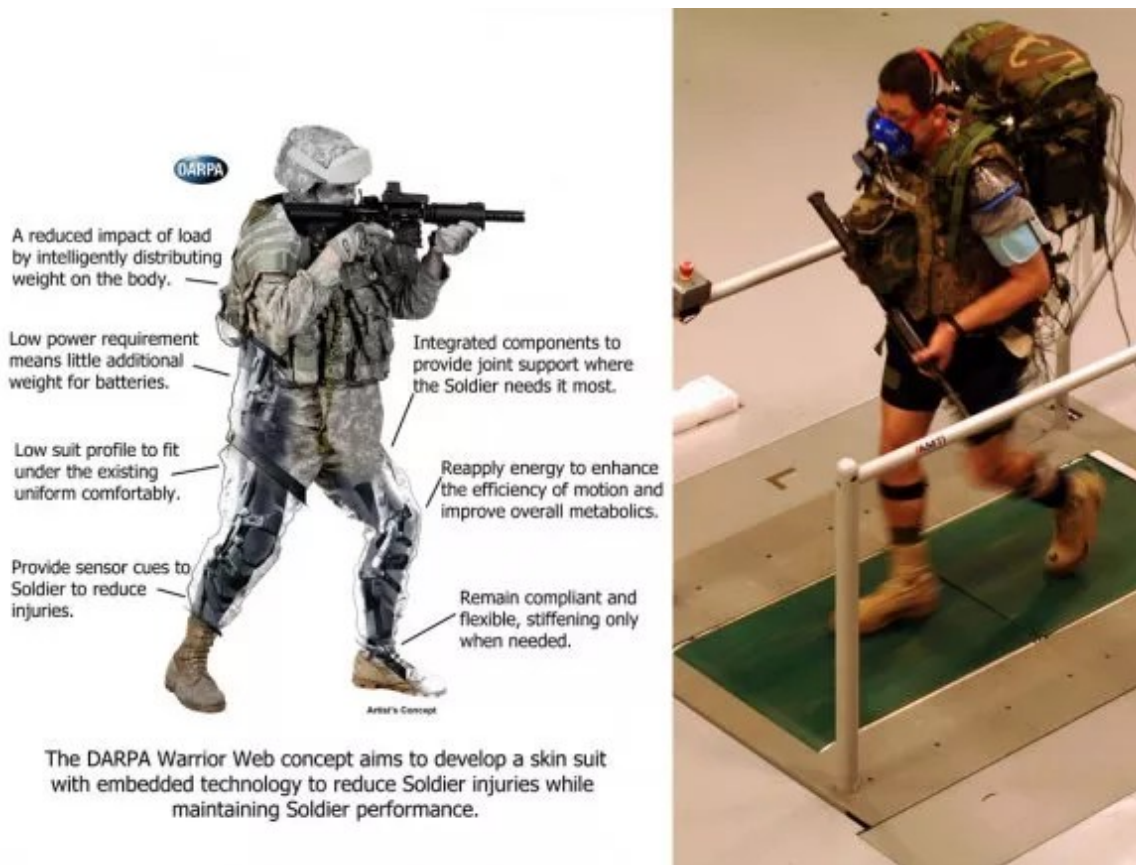 DARPA
A reduced impact of load
by intelligently distributing
weight on the body.
Low power requirement
means little additional
weight for batteries.
Low suit profile to fit
under the existing
uniform comfortably.
Provide sensor cues to
Soldier to reduce
injuries.
Integrated components to
provide joint support where
the Soldier needs it most.
Reapply energy to enhance
the efficiency of motion and
improve overall metabolics.
Remain compliant and
flexible, stiffening only
when needed.
Artist's Concept
The DARPA Warrior Web concept aims to develop a skin suit
with embedded technology to reduce Soldier injuries while
maintaining Soldier performance.
AMTI